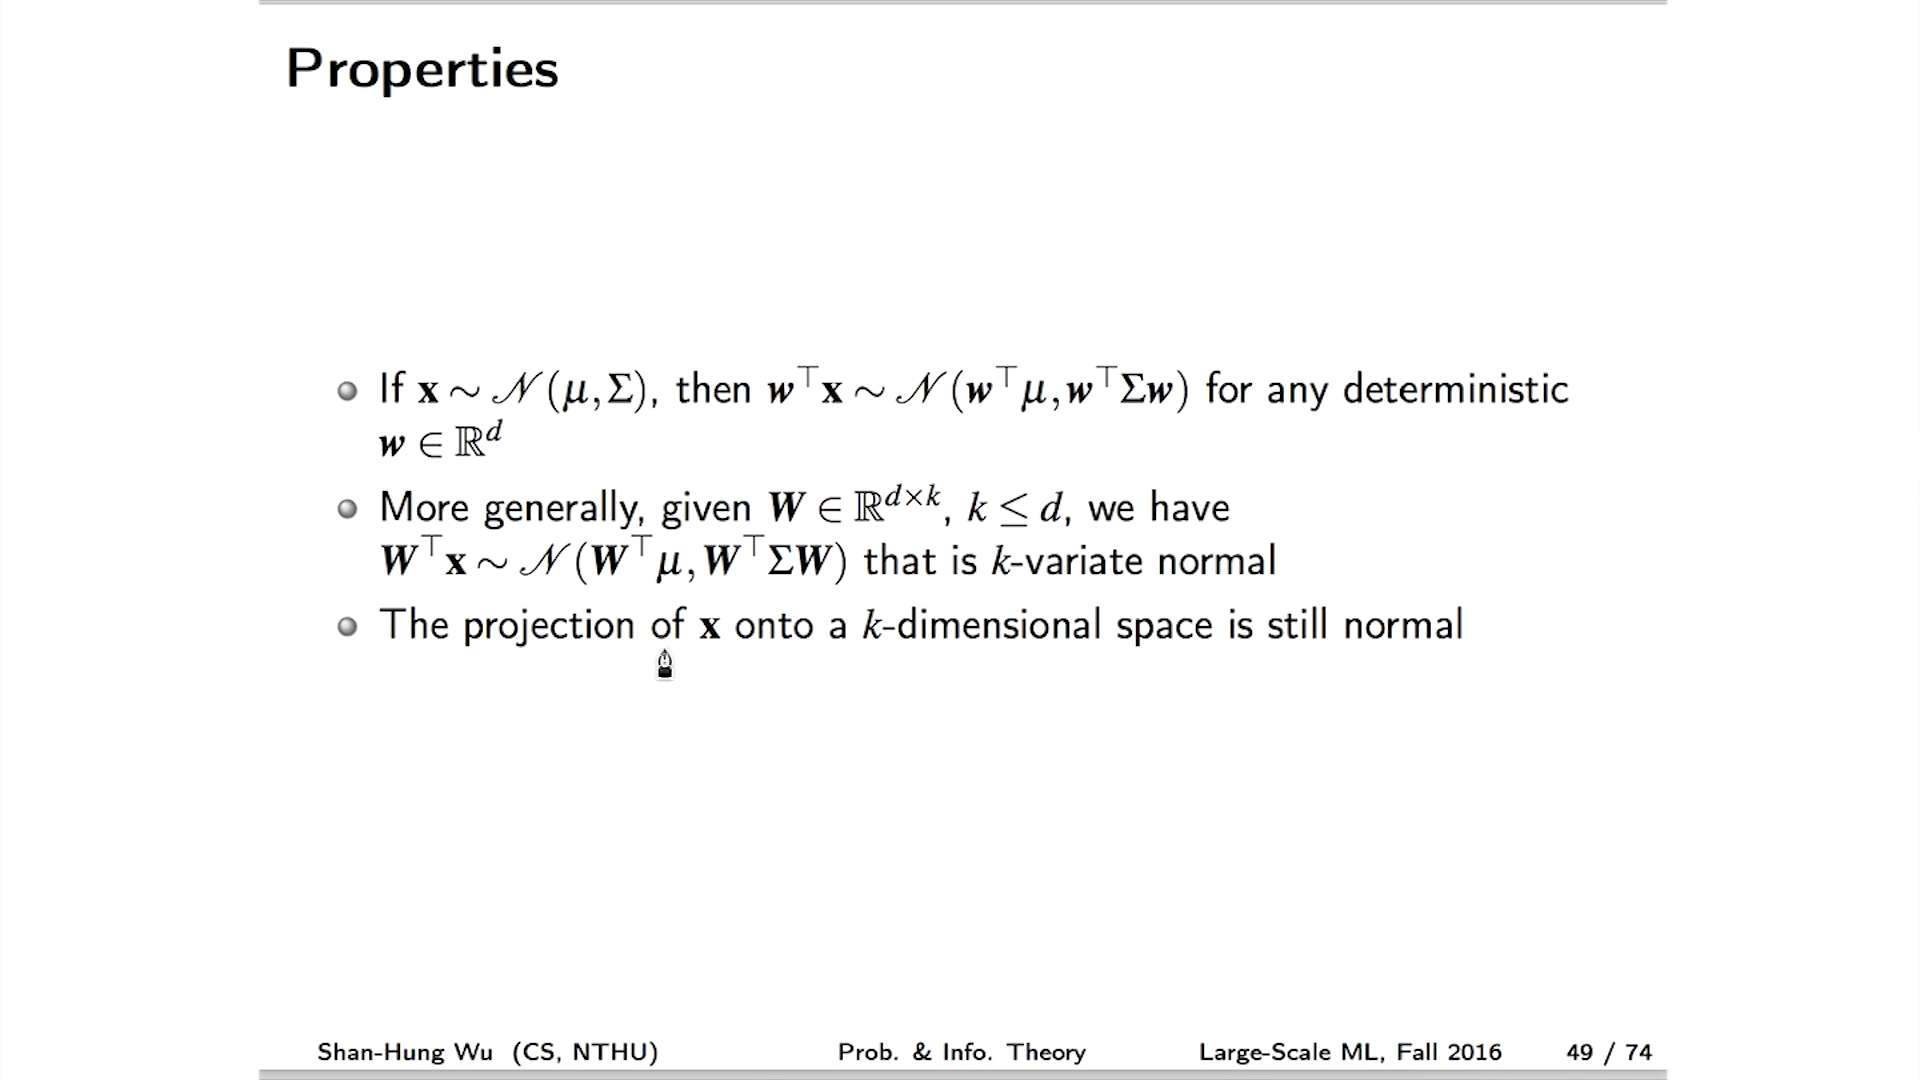 Properties
If x ∼ 𝒩(μ,Σ), then w⊤x ∼ 𝒩(w⊤μ,w⊤Σw) for any deterministic
w ∈ ℝ^d
More generally, given W ∈ ℝ^{d×k}, k ≤ d, we have
W⊤x ∼ 𝒩(W⊤μ,W⊤ΣW) that is k-variate normal
The projection of x onto a k-dimensional space is still normal
Shan-Hung Wu (CS, NTHU) Prob. & Info. Theory Large-Scale ML, Fall 2016 49 / 74